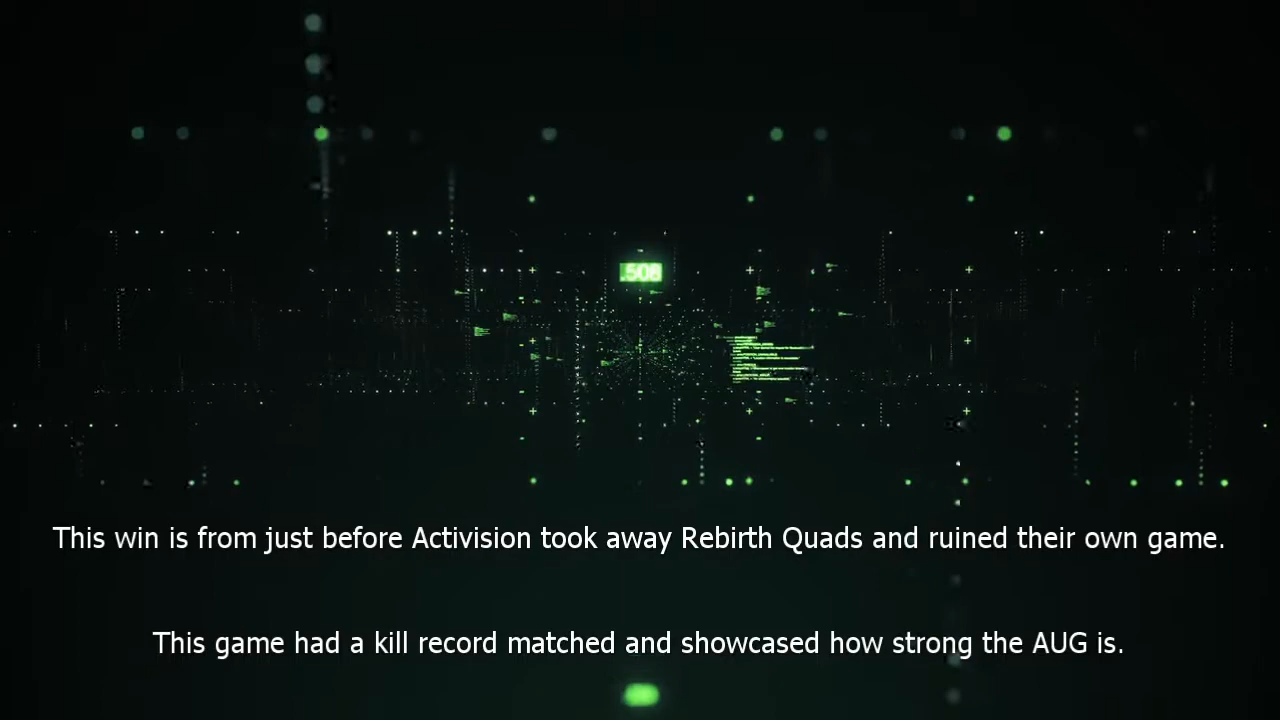 .508
This win is from just before Activision took away Rebirth Quads and ruined their own game.
This game had a kill record matched and showcased how strong the AUG is.